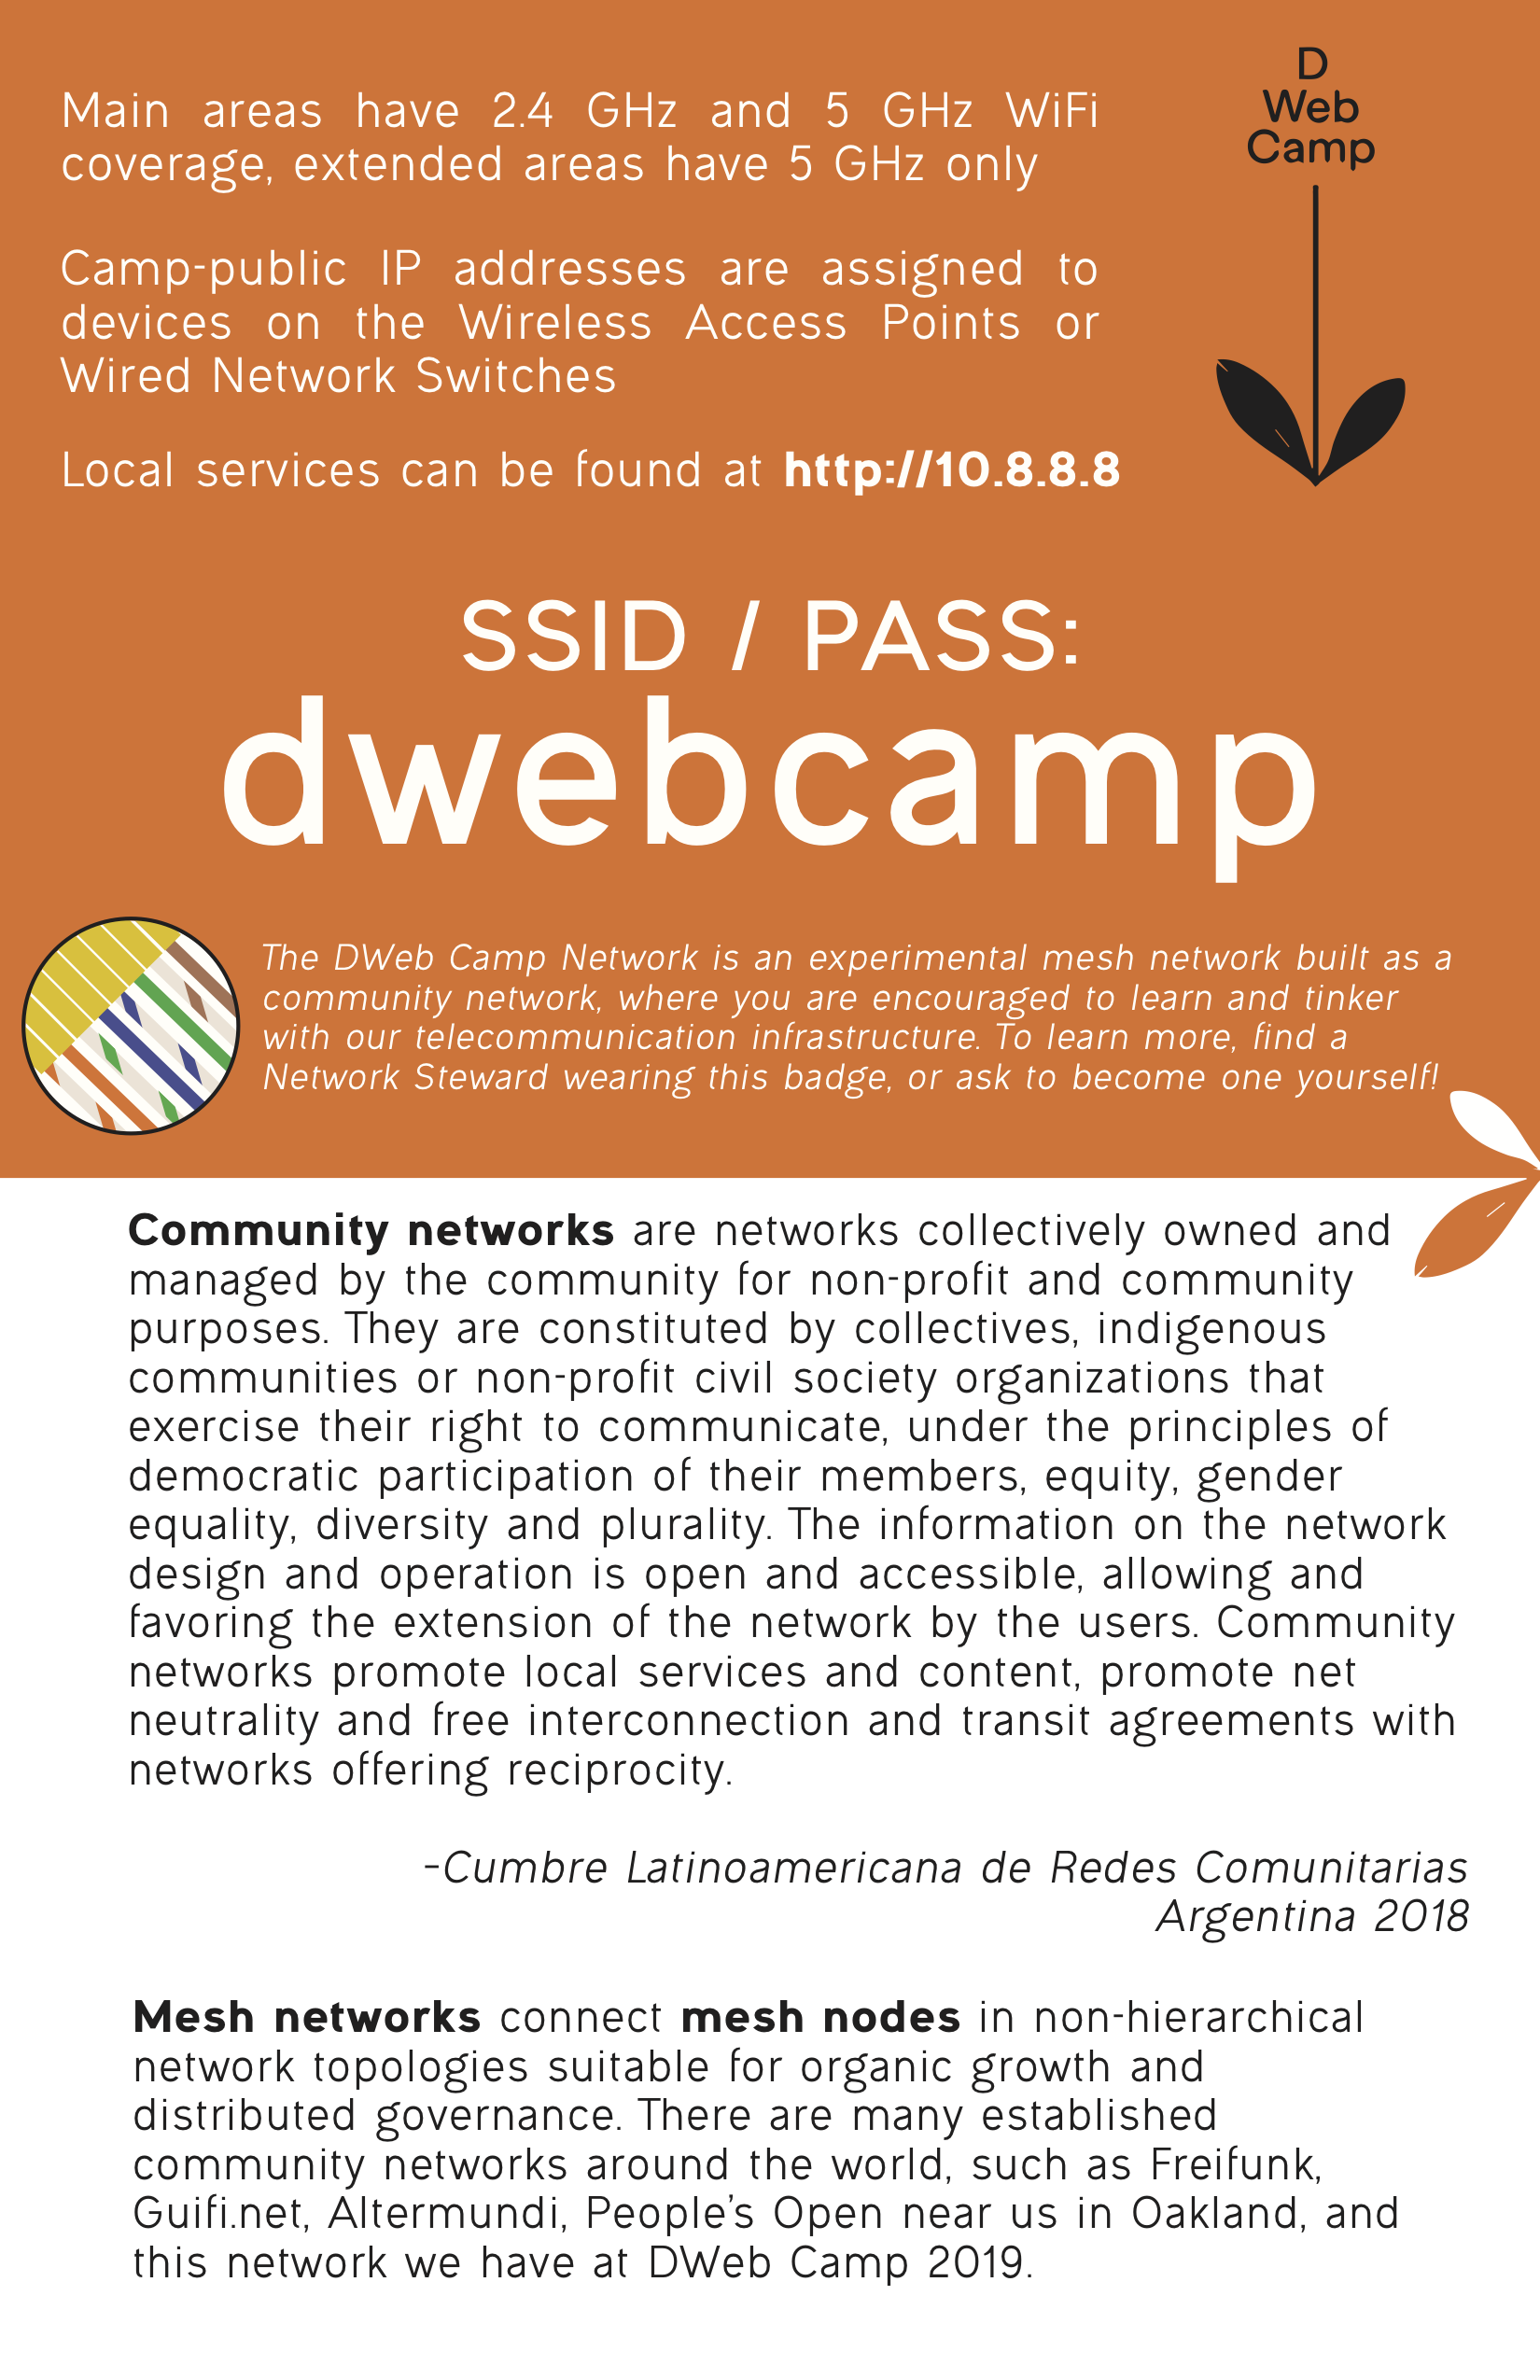 D
Web
Camp
Main areas have 2.4 GHz and 5 GHz WiFi
coverage, extended areas have 5 GHz only
Camp-public IP addresses are assigned to
devices on the Wireless Access Points or
Wired Network Switches
Local services can be found at http://10.8.8.8
SSID / PASS:
dwebcamp
The DWeb Camp Network is an experimental mesh network built as a
community network, where you are encouraged to learn and tinker
with our telecommunication infrastructure. To learn more, find a
Network Steward wearing this badge, or ask to become one yourself!
Community networks are networks collectively owned and
managed by the community for non-profit and community
purposes. They are constituted by collectives, indigenous
communities or non-profit civil society organizations that
exercise their right to communicate, under the principles of
democratic participation of their members, equity, gender
equality, diversity and plurality. The information on the network
design and operation is open and accessible, allowing and
favoring the extension of the network by the users. Community
networks promote local services and content, promote net
neutrality and free interconnection and transit agreements with
networks offering reciprocity.
-Cumbre Latinoamericana de Redes Comunitarias
Argentina 2018
Mesh networks connect mesh nodes in non-hierarchical
network topologies suitable for organic growth and
distributed governance. There are many established
community networks around the world, such as Freifunk,
Guifi.net, Altermundi, People's Open near us in Oakland, and
this network we have at DWeb Camp 2019.